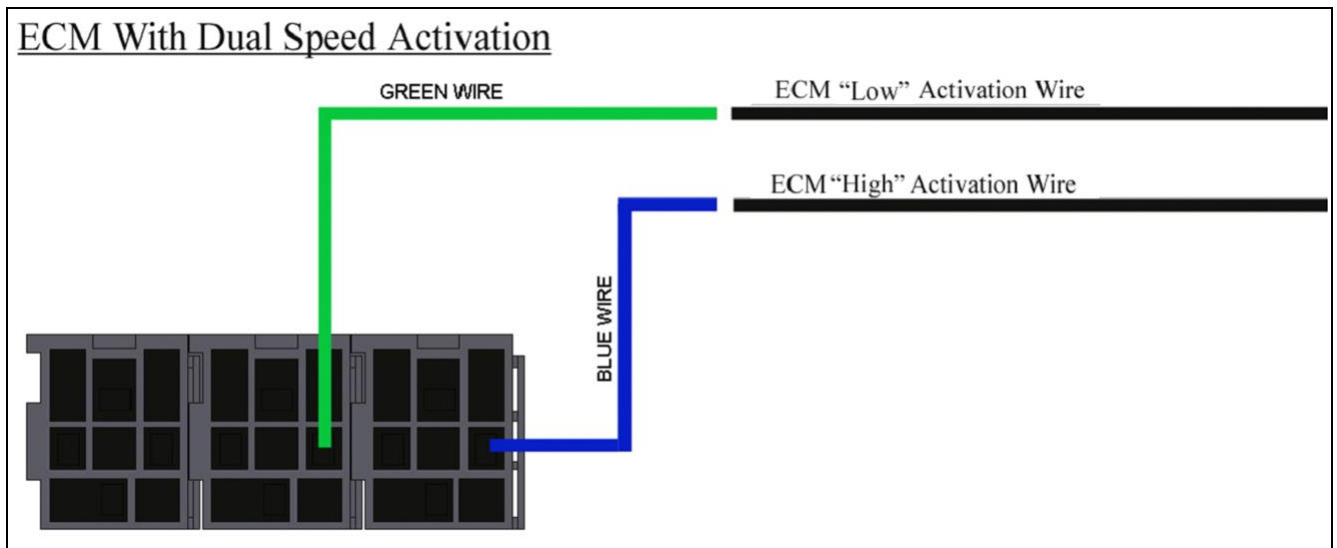 ECM With Dual Speed Activation
GREEN WIRE
ECM “Low” Activation Wire
ECM “High” Activation Wire
BLUE WIRE